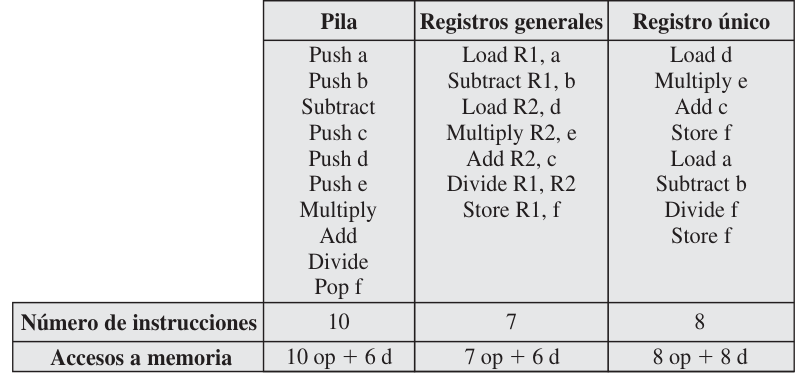 Pila Registros generales Registro único
Push a Load R1, a Load d
Push b Subtract R1, b Multiply e
Subtract Load R2, d Add c
Push c Multiply R2, e Store f
Push d Add R2, c Load a
Push e Divide R1, R2 Subtract b
Multiply Store R1, f Divide f
Add Store f
Divide
Pop f
Número de instrucciones 10 7 8
Accesos a memoria 10 op + 6 d 7 op + 6 d 8 op + 8 d